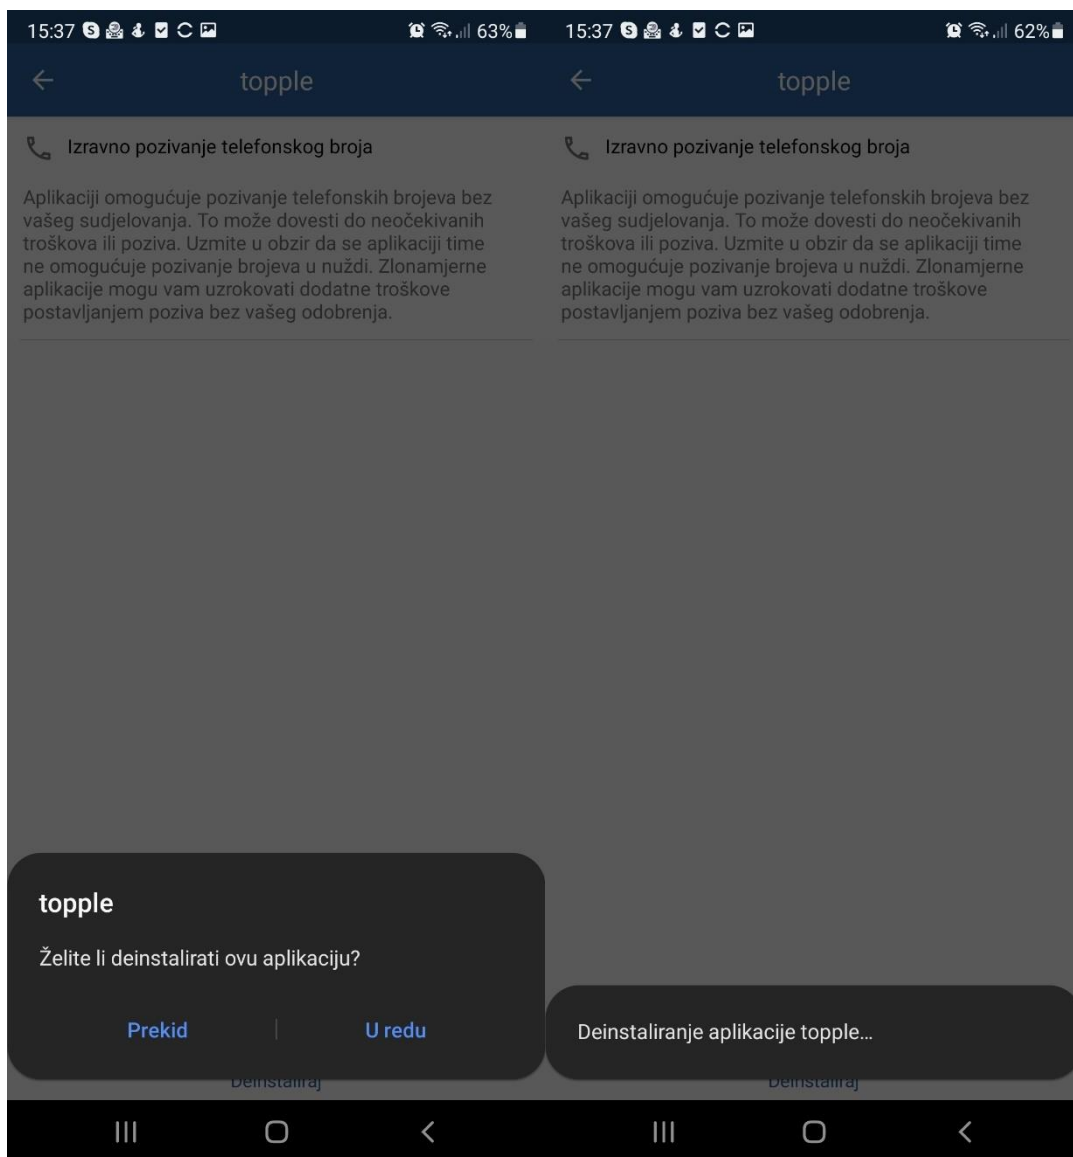 15:37
63%
topple
Izravno pozivanje telefonskog broja
Aplikaciji omogućuje pozivanje telefonskih brojeva bez
vašeg sudjelovanja. To može dovesti do neočekivanih
troškova ili poziva. Uzmite u obzir da se aplikaciji time
ne omogućuje pozivanje brojeva u nuždi. Zlonamjerne
aplikacije mogu vam uzrokovati dodatne troškove
postavljanjem poziva bez vašeg odobrenja.
topple
Želite li deinstalirati ovu aplikaciju?
Prekid
U redu
Deinstaliraj
15:37
62%
topple
Izravno pozivanje telefonskog broja
Aplikaciji omogućuje pozivanje telefonskih brojeva bez
vašeg sudjelovanja. To može dovesti do neočekivanih
troškova ili poziva. Uzmite u obzir da se aplikaciji time
ne omogućuje pozivanje brojeva u nuždi. Zlonamjerne
aplikacije mogu vam uzrokovati dodatne troškove
postavljanjem poziva bez vašeg odobrenja.
Deinstaliranje aplikacije topple...
Deinstaliraj